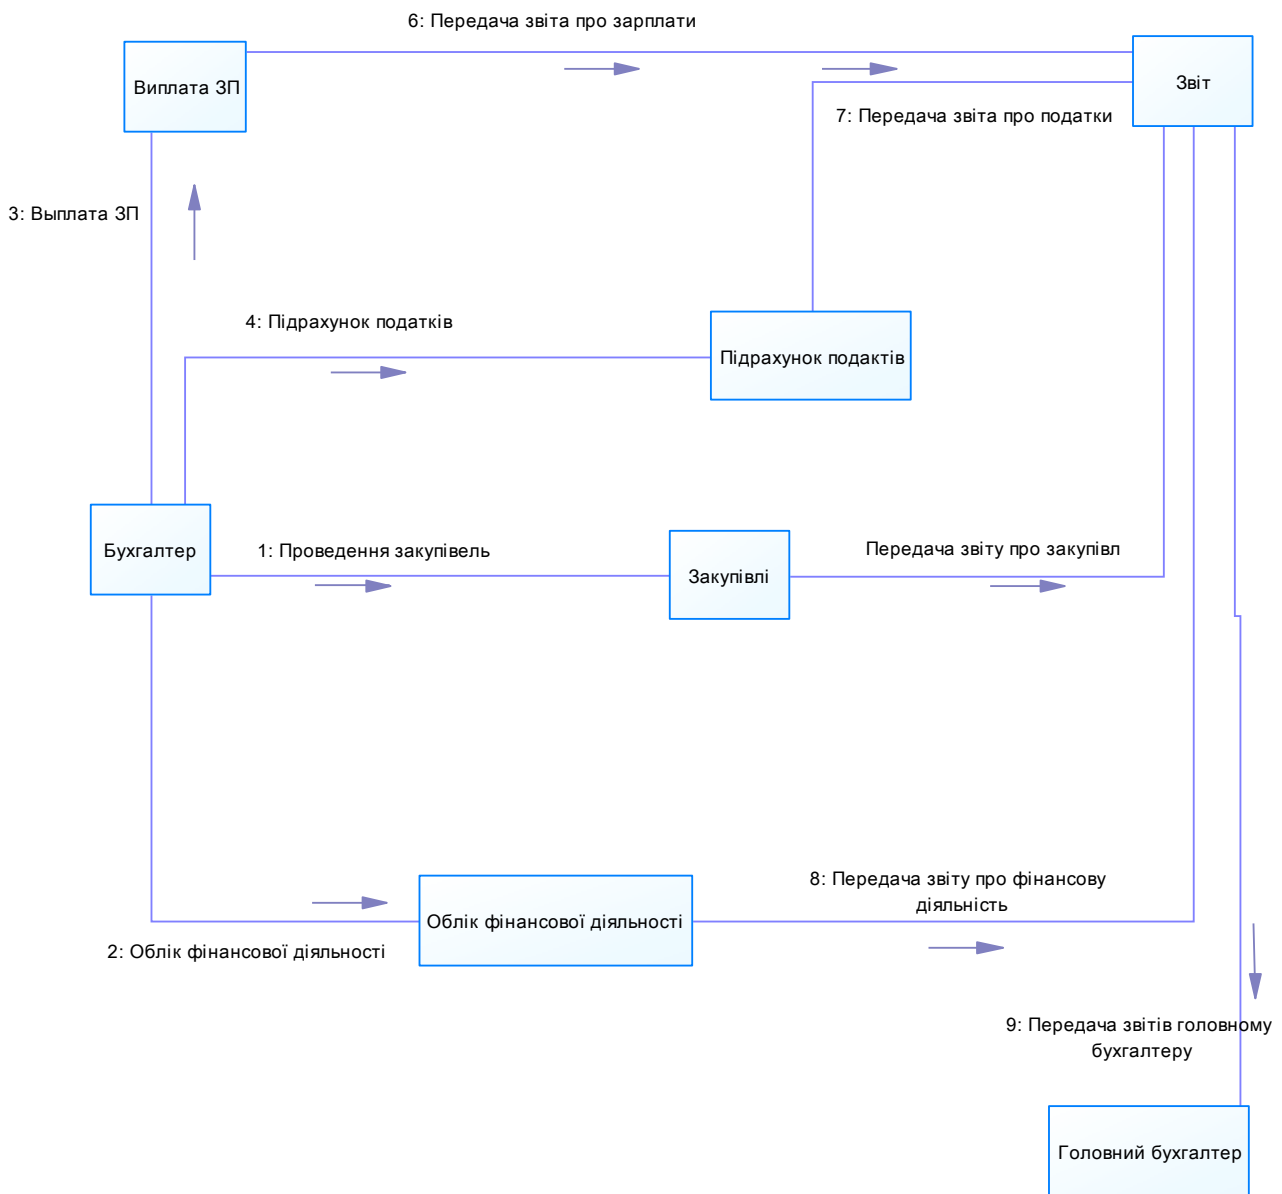 6: Передача звіта про зарплати
Виплата ЗП
Звіт
7: Передача звіта про податки
3: Выплата ЗП
4: Підрахунок податків
Підрахунок подактів
Бухгалтер
1: Проведення закупівель
Закупівлі
Передача звіту про закупівл
8: Передача звіту про фінансову
діяльність
Облік фінансової діяльності
2: Облік фінансової діяльності
9: Передача звітів головному
бухгалтеру
Головний бухгалтер